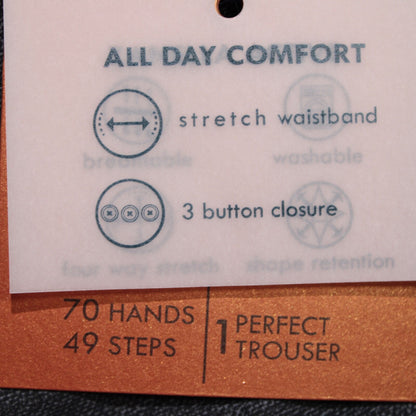 ALL DAY COMFORT
stretch waistband
breathable washable
3 button closure
four way stretch shape retention
70 HANDS
49 STEPS
1 PERFECT
TROUSER